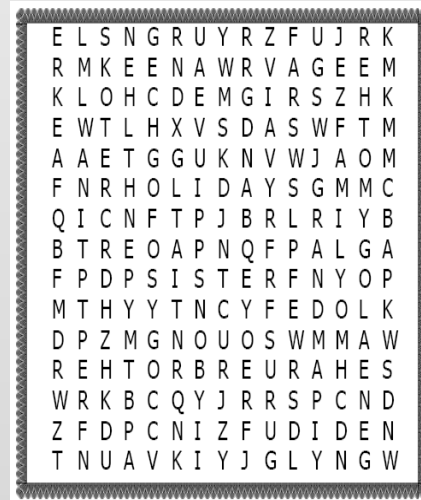 E L S N G R U Y R Z F U J R K
R M K E E N A W R V A G E E M
K L O H C D E M G I R S Z H K
E W T L H X V S D A S W F T M
A A E T G G U K N V W J A O M
F N R H O L I D A Y S G M M C
Q I C N F T P J B R L R I Y B
B T R E O A P N Q F P A L G A
F P D P S I S T E R F N Y O P
M T H Y Y T N C Y F E D O L K
D P Z M G N O U O S W M M A W
R E H T O R B R E U R A H E S
W R K B C Q Y J R R S P C N D
Z F D P C N I Z F U D I D E N
T N U A V K I Y J G L Y N G W